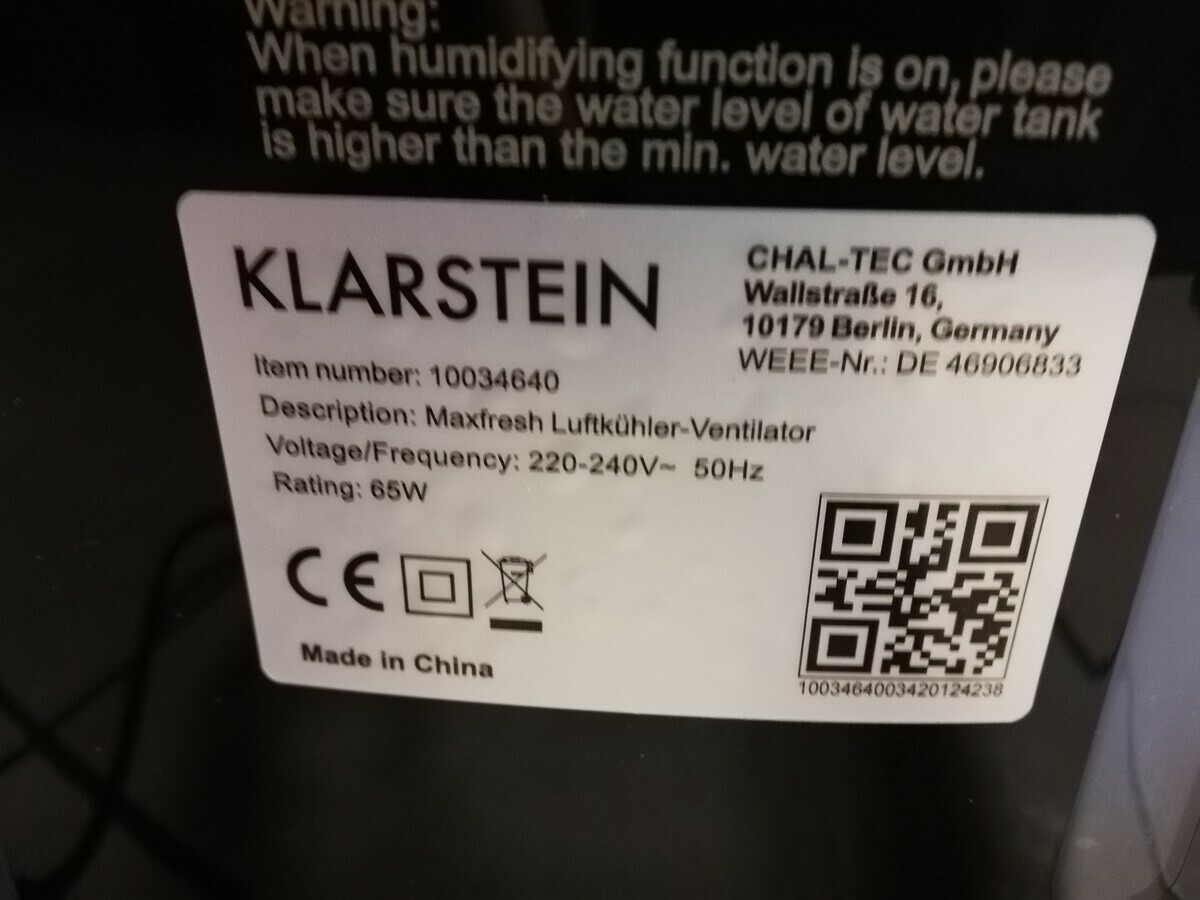 Warning:
When humidifying function is on, please
make sure the water level of water tank
is higher than the min. water level.
KLARSTEIN
CHAL-TEC GmbH
Wallstraße 16,
10179 Berlin, Germany
WEEE-Nr.: DE 46906833
Item number: 10034640
Description: Maxfresh Luftkühler-Ventilator
Voltage/Frequency: 220-240V~ 50Hz
Rating: 65W
CE
Made in China
1003464003420124238